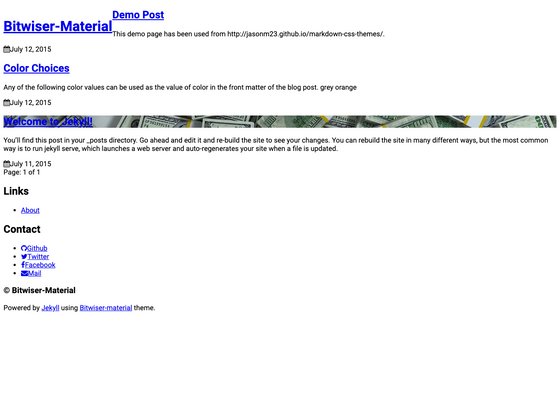 Bitwiser-Material
Demo Post
This demo page has been used from http://jasonm23.github.io/markdown-css-themes/.
July 12, 2015
Color Choices
Any of the following color values can be used as the value of color in the front matter of the blog post. grey orange
July 12, 2015
Welcome to Jekyll!
You'll find this post in your _posts directory. Go ahead and edit it and re-build the site to see your changes. You can rebuild the site in many different ways, but the most common
way is to run jekyll serve, which launches a web server and auto-regenerates your site when a file is updated.
July 11, 2015
Page: 1 of 1
Links
About
Contact
Github
Twitter
Facebook
Mail
© Bitwiser-Material
Powered by Jekyll using Bitwiser-material theme.